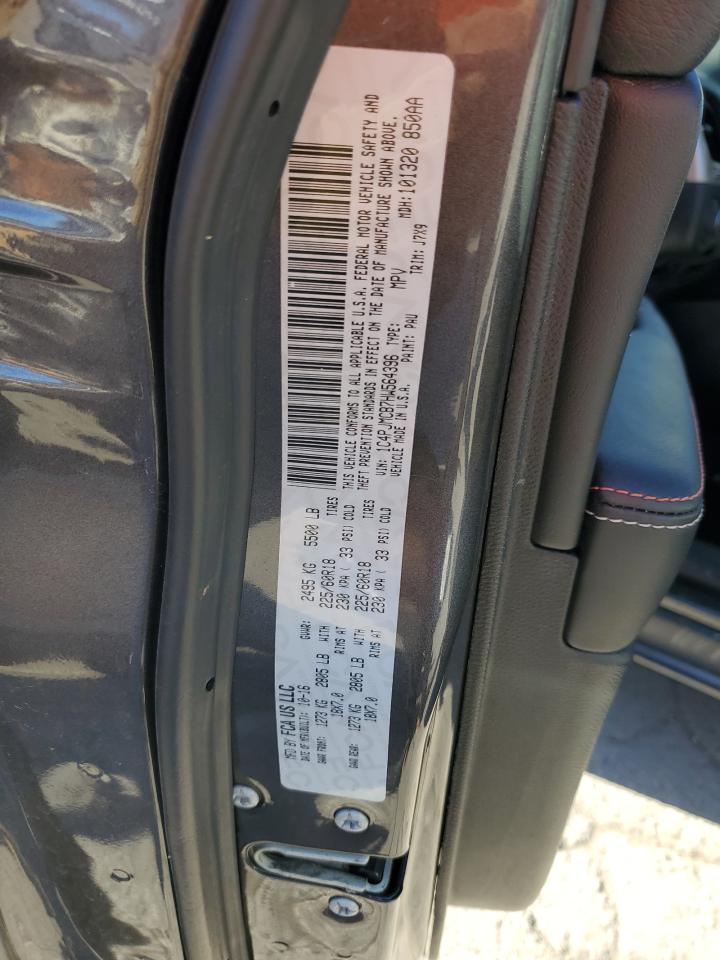 MFD BY FCA US LLC
DATE OF MFR/BUILT: 10-16 GVWR: 2495 KG 5500 LB
GAWR FRONT: 1273 KG 2805 LB WITH 225/60R18 TIRES
18X7.0 RIMS AT 230 KPA ( 33 PSI) COLD
GAWR REAR: 1273 KG 2805 LB WITH 225/60R18 TIRES
18X7.0 RIMS AT 230 KPA ( 33 PSI) COLD
THIS VEHICLE CONFORMS TO ALL APPLICABLE U.S.A. FEDERAL MOTOR VEHICLE SAFETY AND
THEFT PREVENTION STANDARDS IN EFFECT ON THE DATE OF MANUFACTURE SHOWN ABOVE.
VIN: 1C4PJMCB7HW564396 TYPE: MPV MDH: 101320 850AA
VEHICLE MADE IN U.S.A. PAINT: PAU TRIM: J7X9